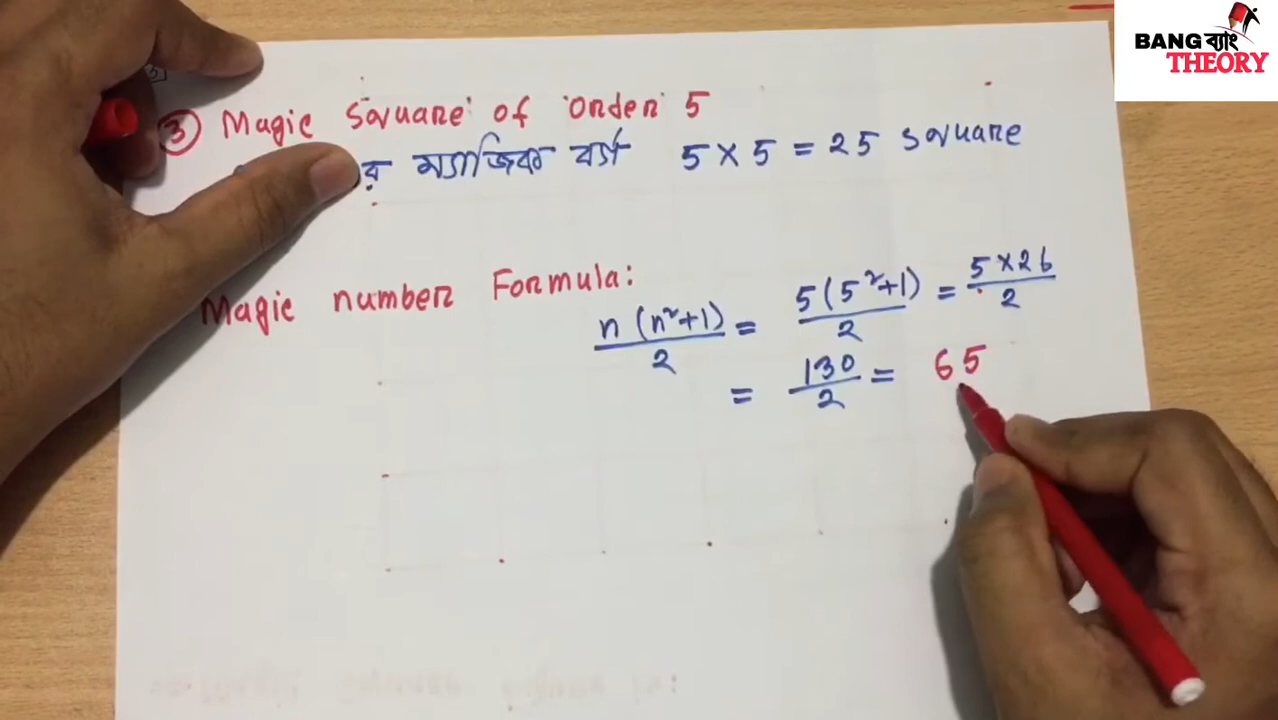 BANG ব্যাং
THEORY
③ Magic Square of Order 5
র ম্যাজিক বর্গ 5 × 5 = 25 square
Magic number Formula:
n (n²+1) / 2 = 5 (5²+1) / 2 = 5×26 / 2
= 130 / 2 = 65